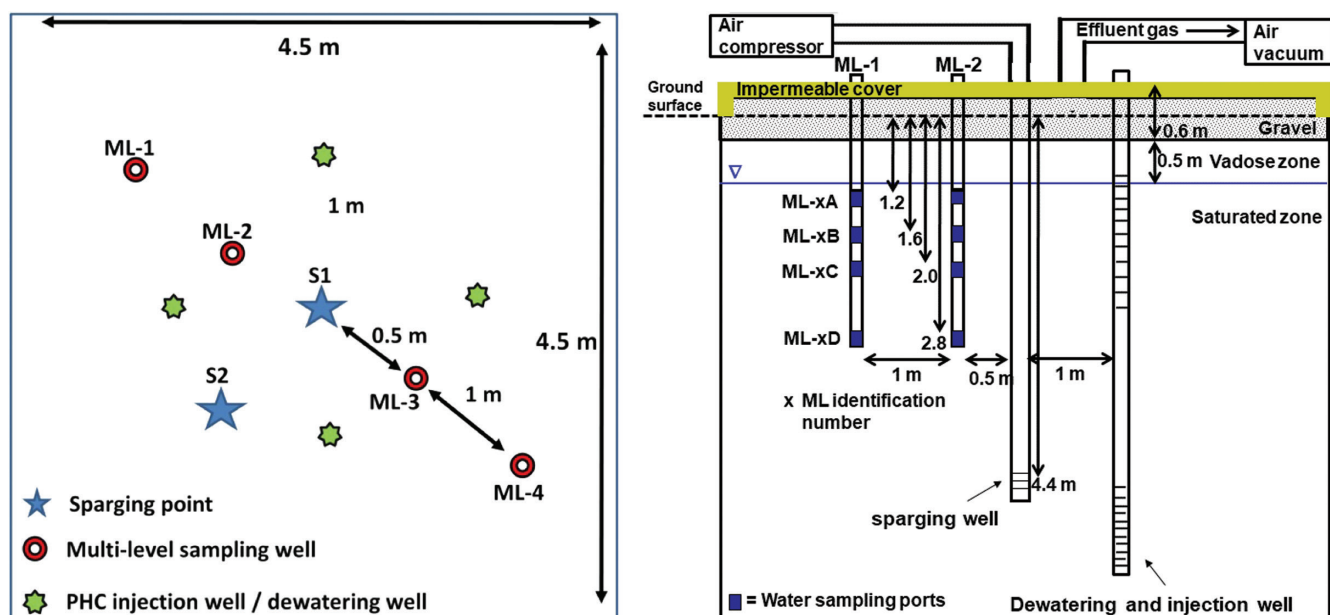 4.5 m
ML-1
1 m
ML-2
S1
0.5 m
4.5 m
S2
1 m
ML-3
ML-4
Sparging point
Multi-level sampling well
PHC injection well / dewatering well
Air
compressor
Effluent gas
Air
vacuum
ML-1
ML-2
Ground
surface
Impermeable cover
0.6 m
Gravel
0.5 m
Vadose zone
ML-xA
1.2
Saturated zone
ML-xB
1.6
ML-xC
2.0
ML-xD
2.8
1 m
0.5 m
1 m
x ML identification
number
4.4 m
sparging well
= Water sampling ports
Dewatering and injection well